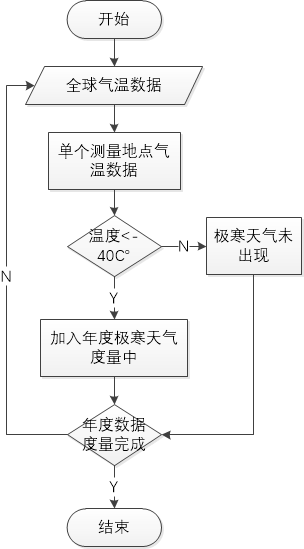 开始
全球气温数据
单个测量地点气
温数据
温度<-
40C°
N
极寒天气未
出现
N
Y
加入年度极寒天气
度量中
年度数据
度量完成
Y
结束